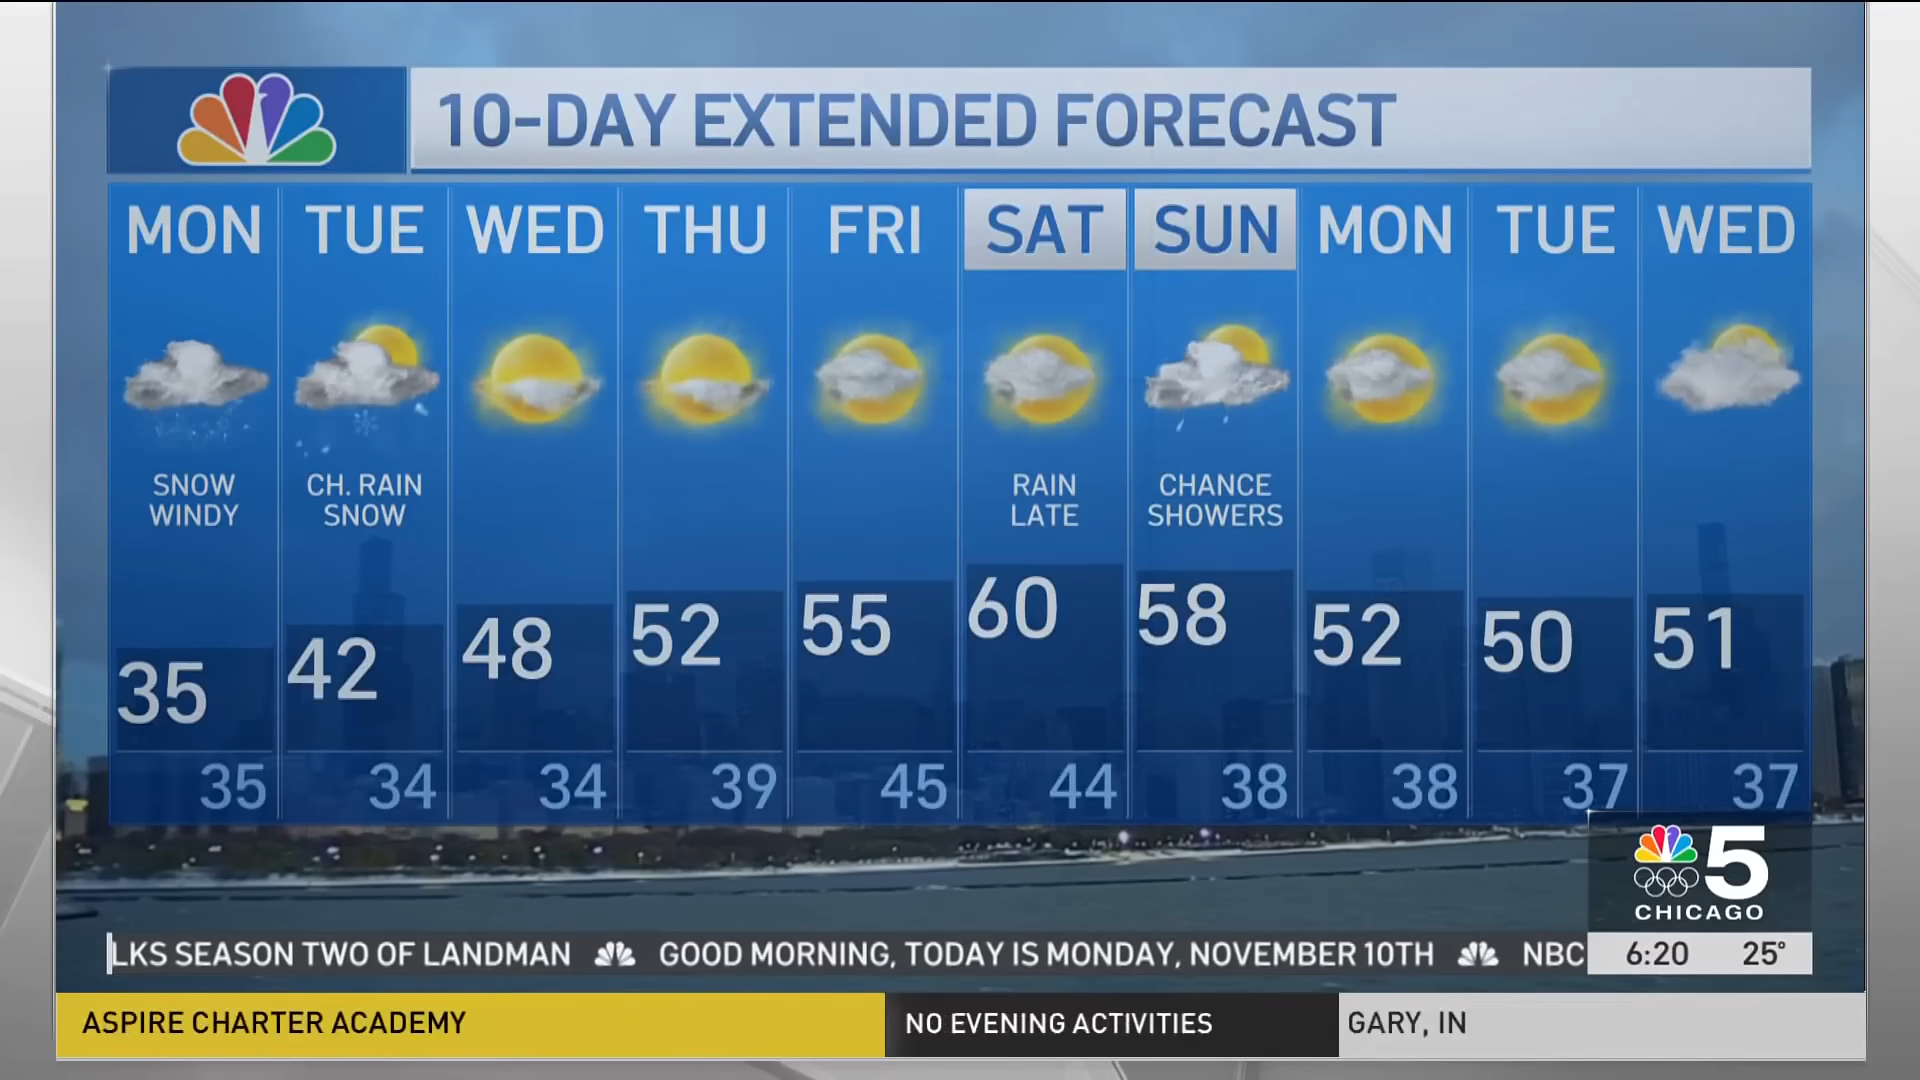 10-DAY EXTENDED FORECAST
MON TUE WED THU FRI SAT SUN MON TUE WED
SNOW
WINDY
CH. RAIN
SNOW
RAIN
LATE
CHANCE
SHOWERS
35 42 48 52 55 60 58 52 50 51
35 34 34 39 45 44 38 38 37 37
5
CHICAGO
LKS SEASON TWO OF LANDMAN GOOD MORNING, TODAY IS MONDAY, NOVEMBER 10TH NBC
6:20 25°
ASPIRE CHARTER ACADEMY NO EVENING ACTIVITIES GARY, IN